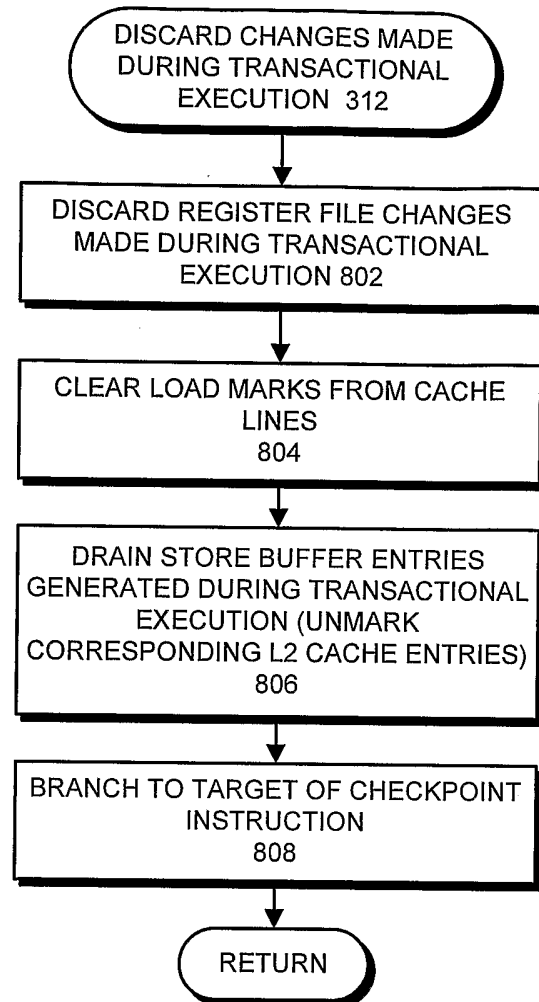 DISCARD CHANGES MADE
DURING TRANSACTIONAL
EXECUTION 312
DISCARD REGISTER FILE CHANGES
MADE DURING TRANSACTIONAL
EXECUTION 802
CLEAR LOAD MARKS FROM CACHE
LINES
804
DRAIN STORE BUFFER ENTRIES
GENERATED DURING TRANSACTIONAL
EXECUTION (UNMARK
CORRESPONDING L2 CACHE ENTRIES)
806
BRANCH TO TARGET OF CHECKPOINT
INSTRUCTION
808
RETURN